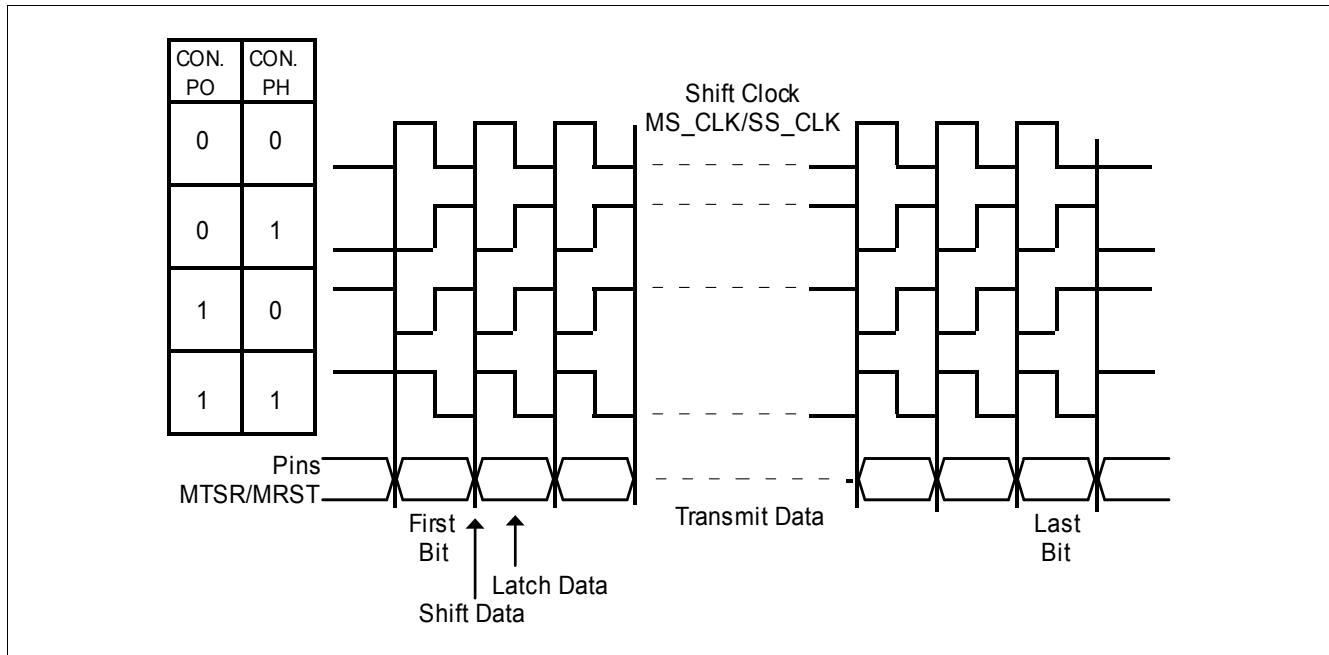 CON. CON.
PO PH
0 0
0 1
1 0
1 1
Shift Clock
MS_CLK/SS_CLK
Pins
MTSR/MRST
First
Bit
Latch Data
Shift Data
Transmit Data
Last
Bit